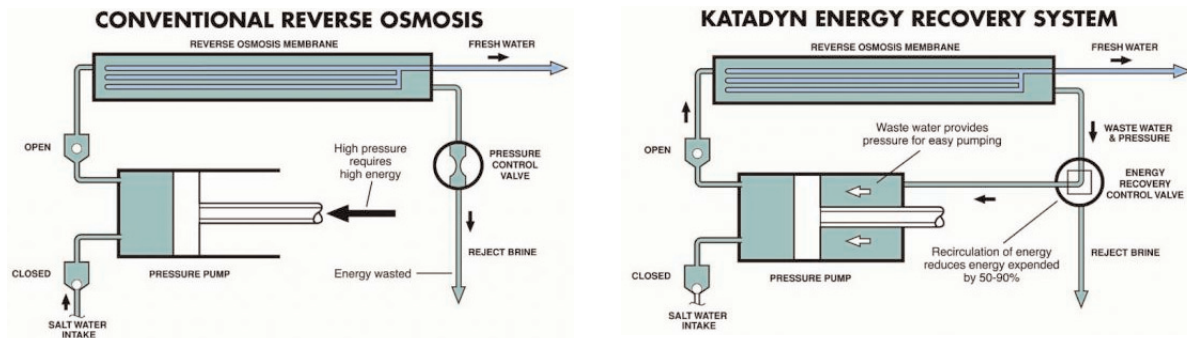 CONVENTIONAL REVERSE OSMOSIS
REVERSE OSMOSIS MEMBRANE
FRESH WATER
OPEN
High pressure
requires
high energy
PRESSURE
CONTROL
VALVE
CLOSED
PRESSURE PUMP
Energy wasted
REJECT BRINE
SALT WATER
INTAKE
KATADYN ENERGY RECOVERY SYSTEM
REVERSE OSMOSIS MEMBRANE
FRESH WATER
Waste water provides
pressure for easy pumping
WASTE WATER
& PRESSURE
OPEN
ENERGY
RECOVERY
CONTROL VALVE
Recirculation of energy
reduces energy expended
by 50-90%
REJECT BRINE
CLOSED
PRESSURE PUMP
SALT WATER
INTAKE